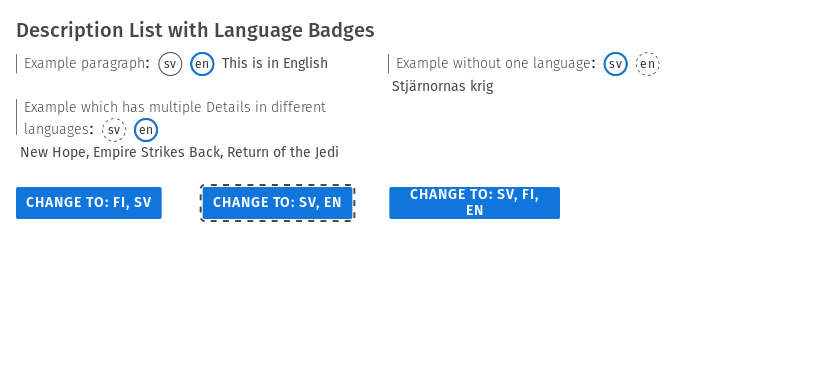 Description List with Language Badges
Example paragraph: sv en This is in English
Example without one language: sv en
Stjärnornas krig
Example which has multiple Details in different
languages: sv en
New Hope, Empire Strikes Back, Return of the Jedi
CHANGE TO: FI, SV
CHANGE TO: SV, EN
CHANGE TO: SV, FI,
EN